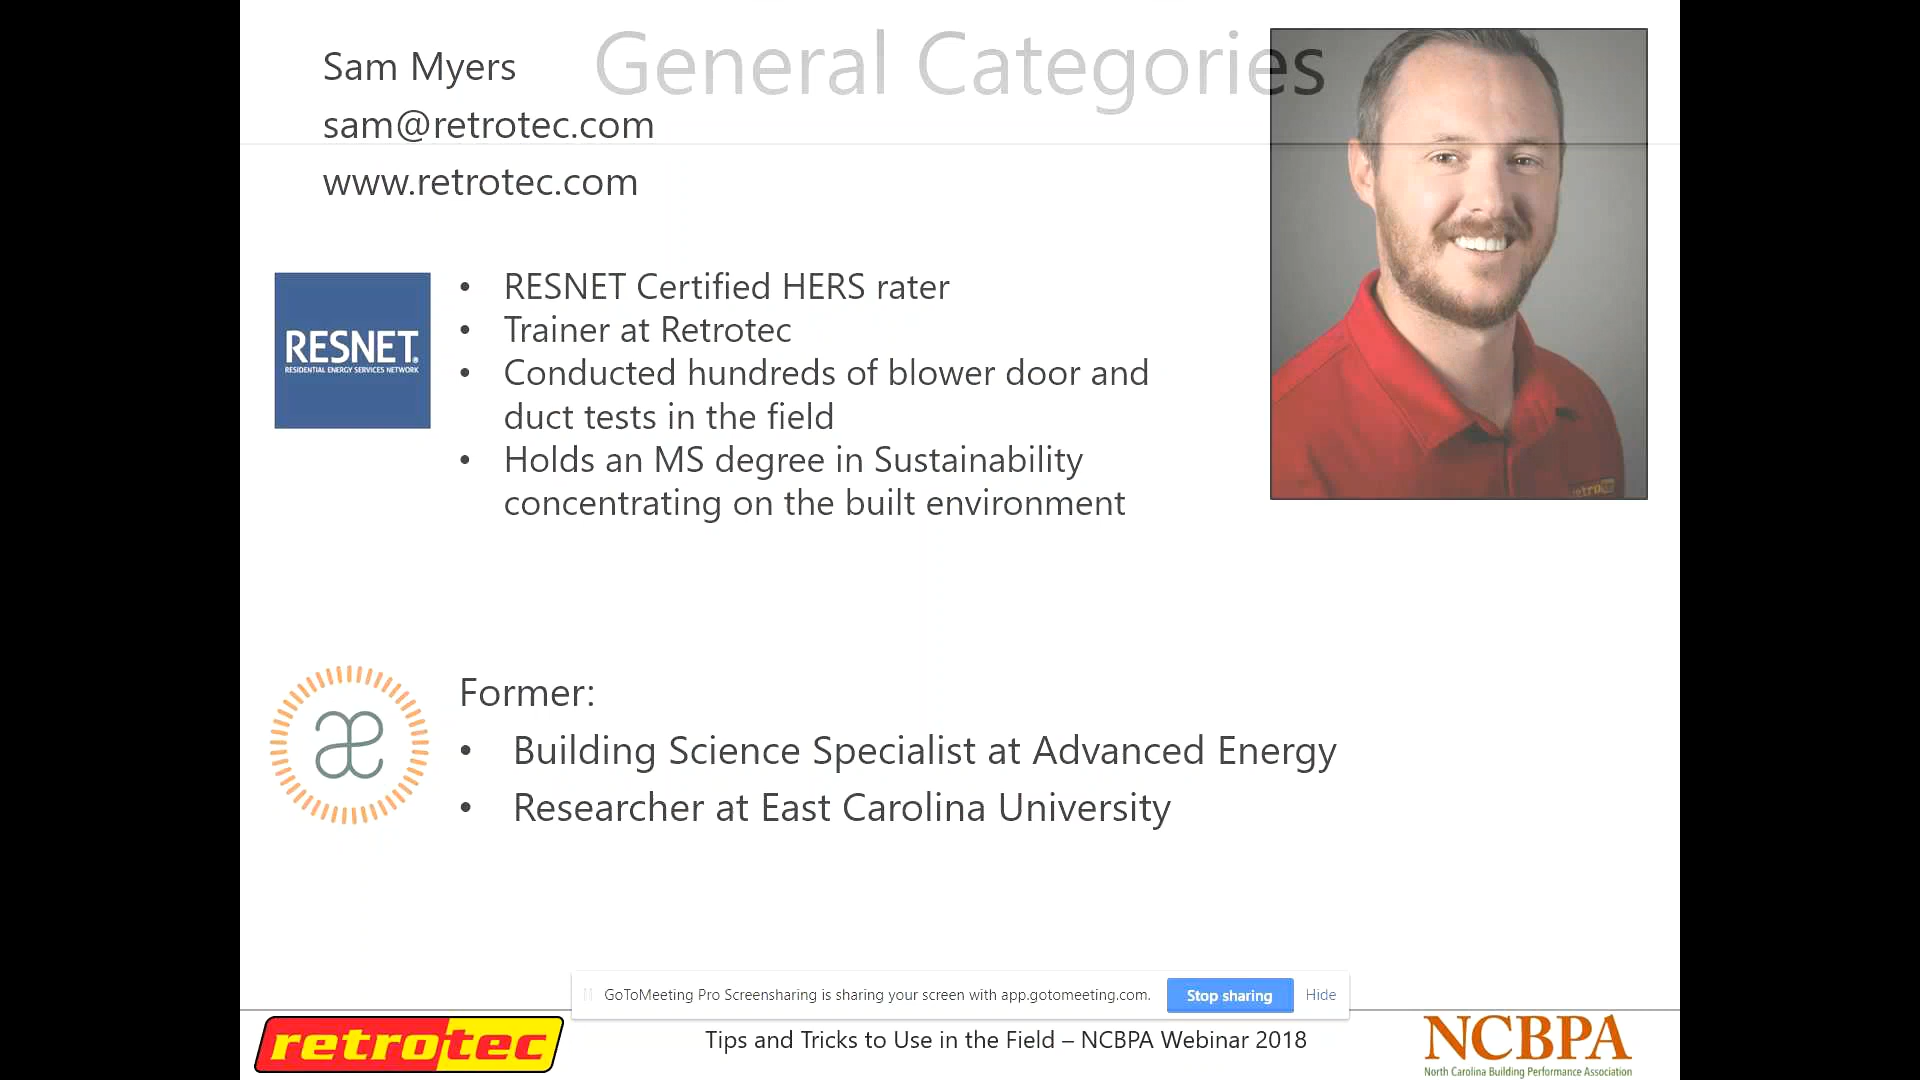 General Categories
Sam Myers
sam@retrotec.com
www.retrotec.com
RESNET
RESIDENTIAL ENERGY SERVICES NETWORK
• RESNET Certified HERS rater
• Trainer at Retrotec
• Conducted hundreds of blower door and
duct tests in the field
• Holds an MS degree in Sustainability
concentrating on the built environment
retrotec
æ
Former:
• Building Science Specialist at Advanced Energy
• Researcher at East Carolina University
GoToMeeting Pro Screensharing is sharing your screen with app.gotomeeting.com.
Stop sharing
Hide
retrotec
Tips and Tricks to Use in the Field – NCBPA Webinar 2018
NCBPA
North Carolina Building Performance Association